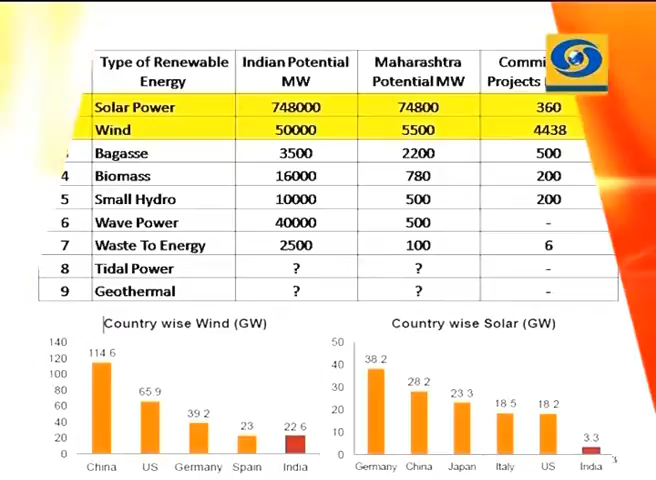 Type of Renewable Energy Indian Potential MW Maharashtra Potential MW Projects
Solar Power 748000 74800 360
Wind 50000 5500 4438
Bagasse 3500 2200 500
4 Biomass 16000 780 200
5 Small Hydro 10000 500 200
6 Wave Power 40000 500 -
7 Waste To Energy 2500 100 6
8 Tidal Power ? ? -
9 Geothermal ? ? -
Country wise Wind (GW)
140
120
100
80
60
40
20
0
114.6 65.9 39.2 23 22.6
China US Germany Spain India
Country wise Solar (GW)
50
40
30
20
10
0
38.2 28.2 23.3 18.5 18.2 3.3
Germany China Japan Italy US India
3